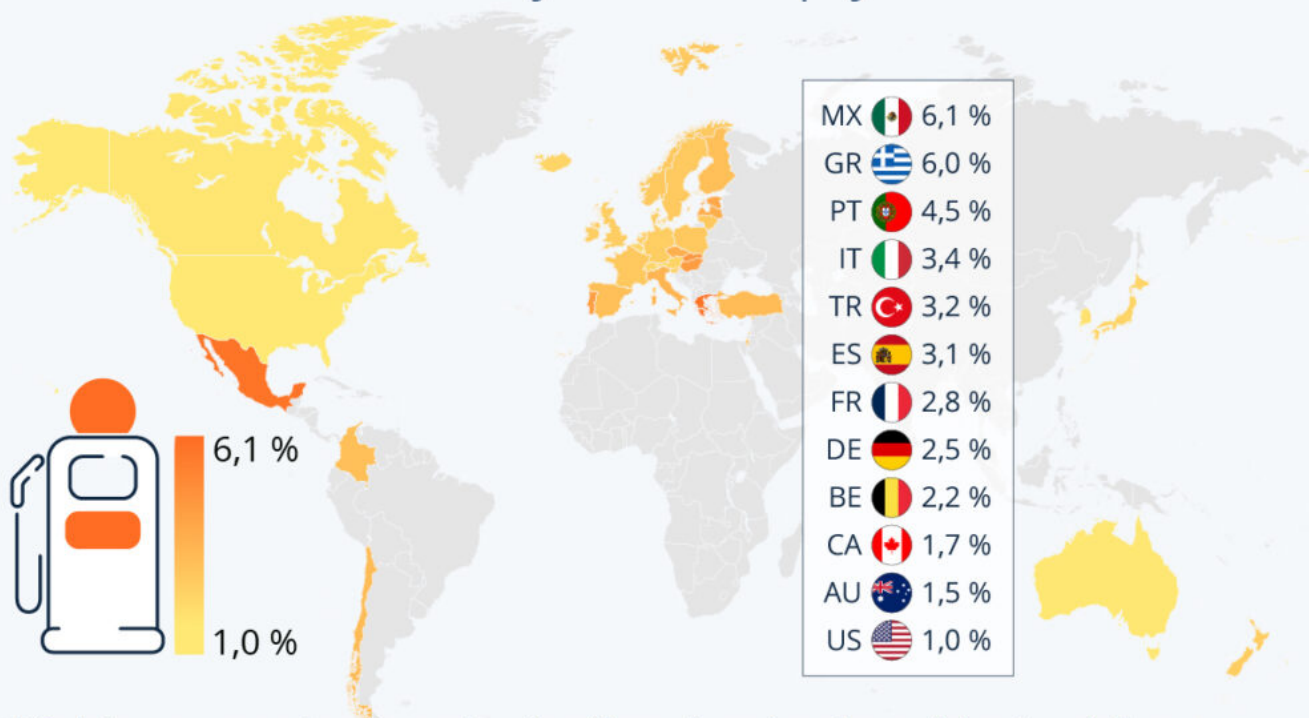 MX 6,1 %
GR 6,0 %
PT 4,5 %
IT 3,4 %
TR 3,2 %
ES 3,1 %
FR 2,8 %
DE 2,5 %
BE 2,2 %
CA 1,7 %
AU 1,5 %
US 1,0 %
6,1 %
1,0 %